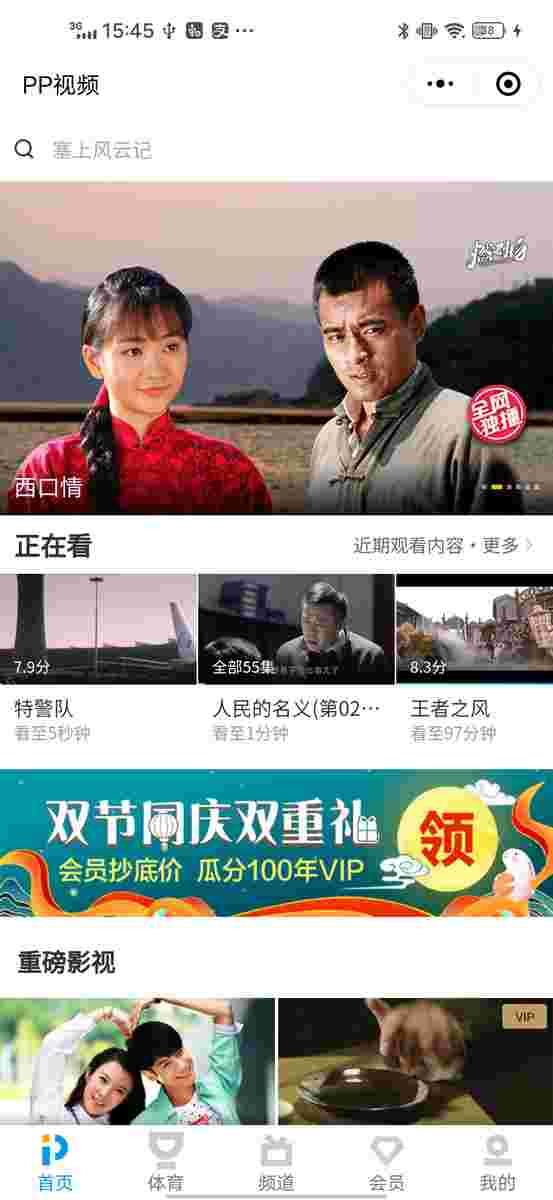 3G 15:45
PP视频
塞上风云记
燃剧场
全网
独播
西口情
正在看
近期观看内容·更多
7.9分
全部55集
8.3分
特警队
人民的名义(第02…
王者之风
看至5秒钟
看至1分钟
看至97分钟
双节同庆双重礼
领
会员抄底价 瓜分100年VIP
重磅影视
VIP
首页
体育
频道
会员
我的